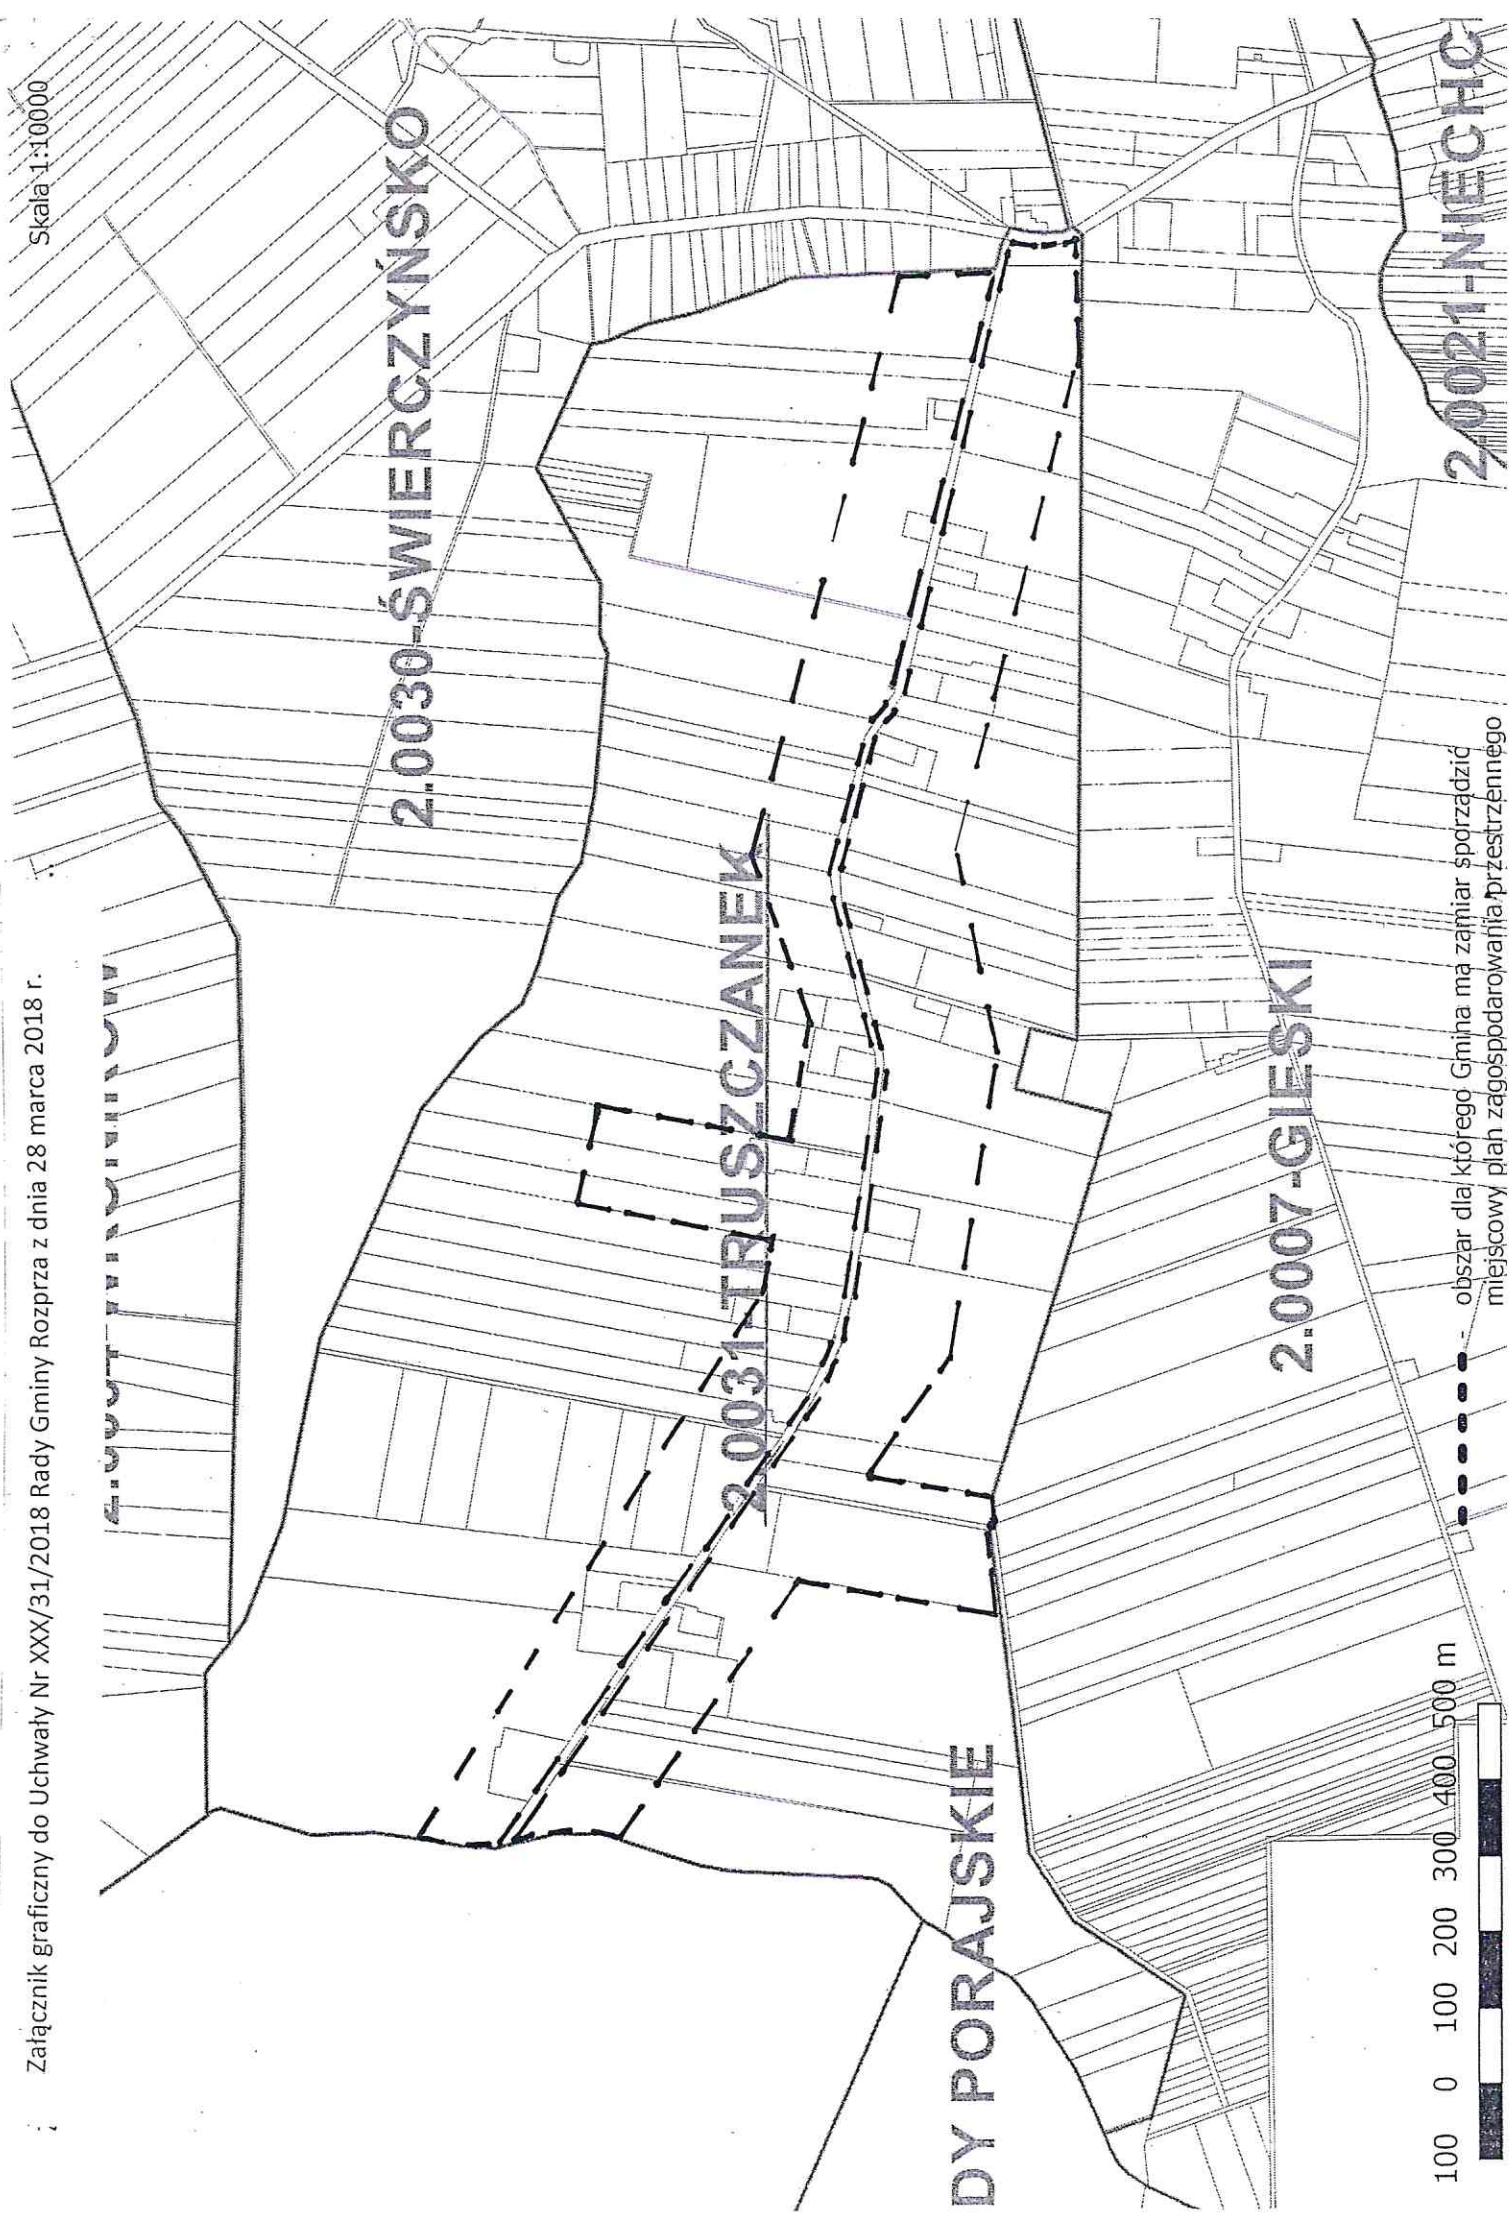 Załącznik graficzny do Uchwały Nr XXX/31/2018 Rady Gminy Rozprza z dnia 28 marca 2018 r.
Skala 1:10000
2.0030-ŚWIERCZYŃSKO
2.0031-TRUSZCZANEK
DY PORAJSKIE
2.0007-GIESKI
2.0021-NIECHC
100 0 100 200 300 400 500 m
- obszar dla którego Gmina ma zamiar sporządzić
miejscowy plan zagospodarowania przestrzennego